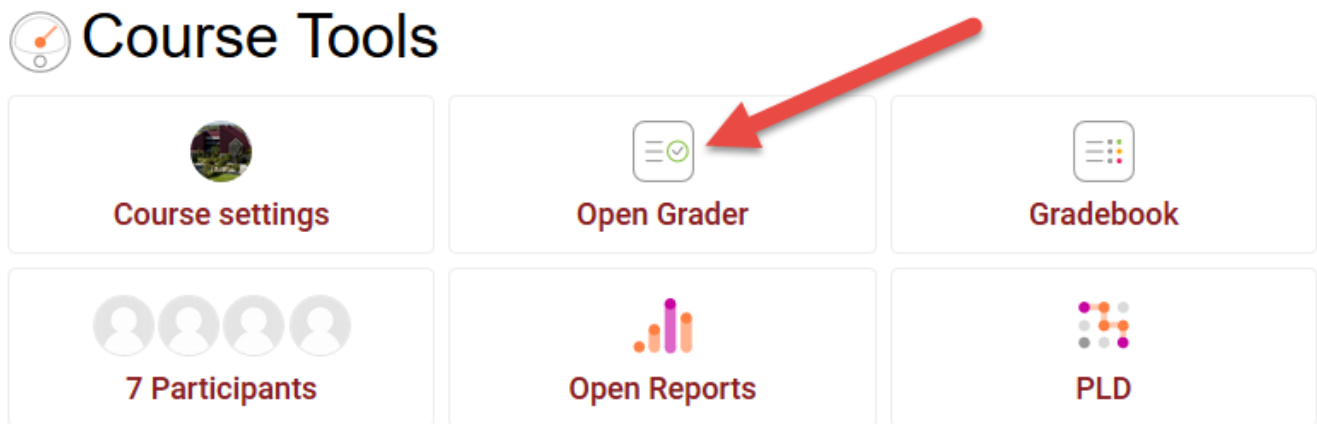 Course Tools
Course settings
Open Grader
Gradebook
7 Participants
Open Reports
PLD